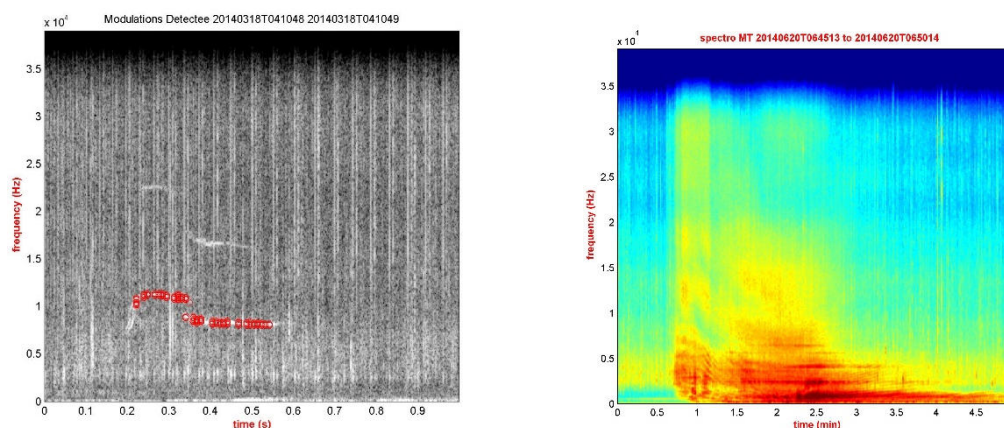 Modulations Detectee 20140318T041048 20140318T041049
x 10⁴
3.5
3
2.5
2
1.5
1
0.5
0
frequency (Hz)
0 0.1 0.2 0.3 0.4 0.5 0.6 0.7 0.8 0.9
time (s)
spectro MT 20140620T064513 to 20140620T065014
x 10⁴
3.5
3
2.5
2
1.5
1
0.5
0
frequency (Hz)
0 0.5 1 1.5 2 2.5 3 3.5 4 4.5
time (min)